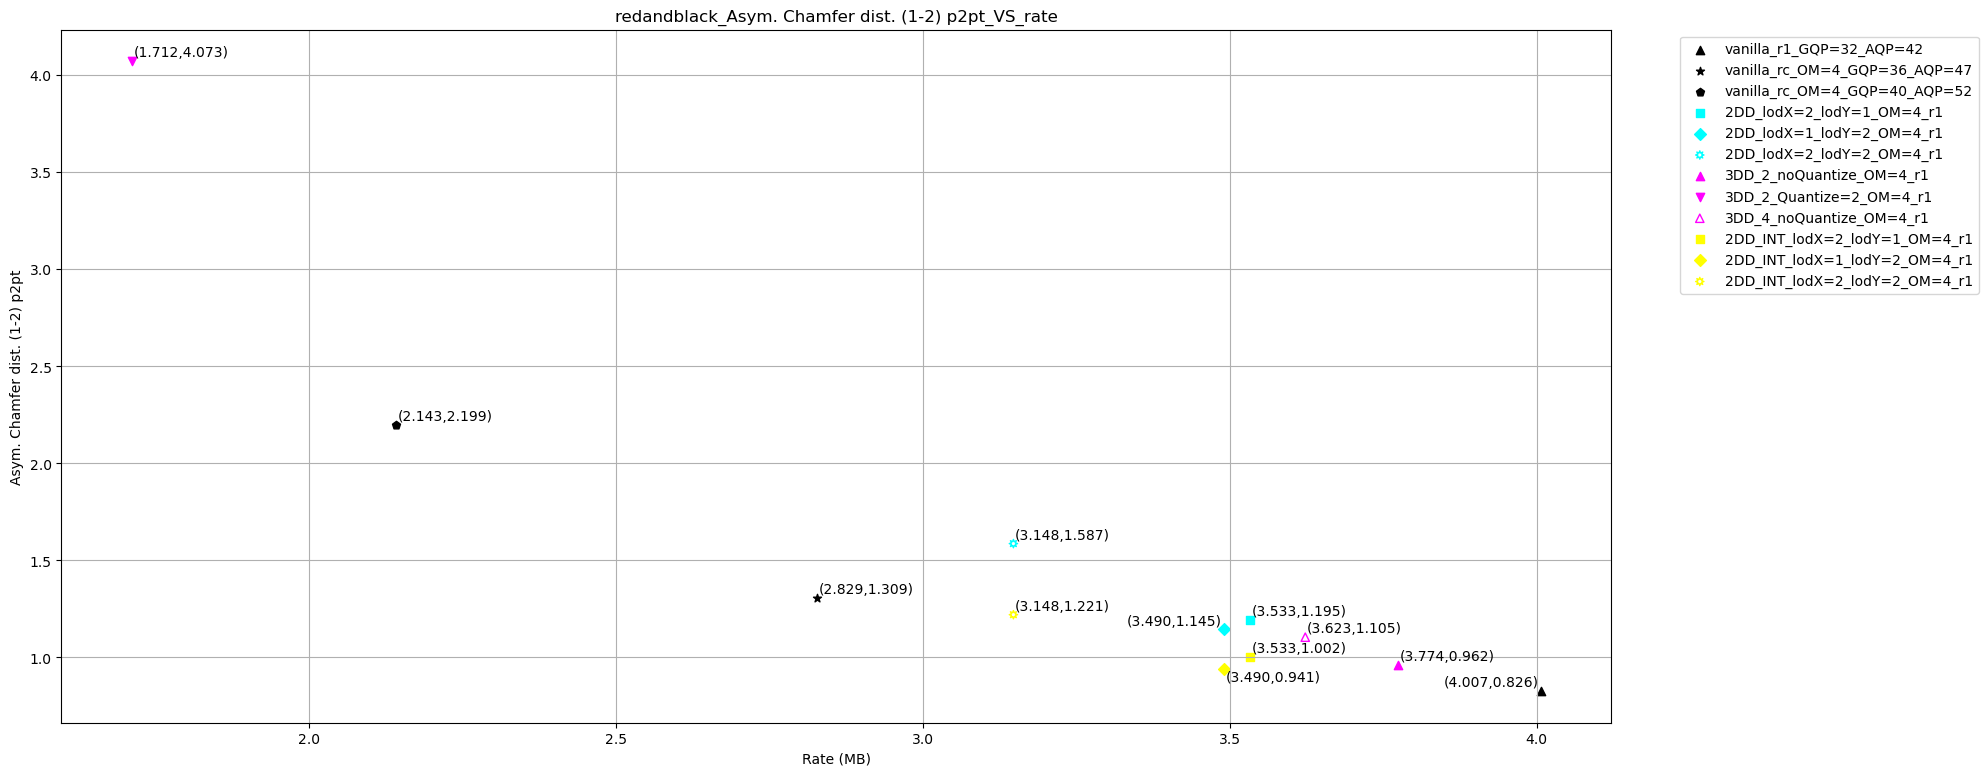 redandblack_Asym. Chamfer dist. (1-2) p2pt_VS_rate
Asym. Chamfer dist. (1-2) p2pt
4.0
3.5
3.0
2.5
2.0
1.5
1.0
(1.712,4.073)
(2.143,2.199)
(3.148,1.587)
(2.829,1.309)
(3.148,1.221)
(3.533,1.195)
(3.490,1.145)
(3.623,1.105)
(3.533,1.002)
(3.774,0.962)
(3.490,0.941)
(4.007,0.826)
2.0
2.5
3.0
3.5
4.0
Rate (MB)
vanilla_r1_GQP=32_AQP=42
vanilla_rc_OM=4_GQP=36_AQP=47
vanilla_rc_OM=4_GQP=40_AQP=52
2DD_lodX=2_lodY=1_OM=4_r1
2DD_lodX=1_lodY=2_OM=4_r1
2DD_lodX=2_lodY=2_OM=4_r1
3DD_2_noQuantize_OM=4_r1
3DD_2_Quantize=2_OM=4_r1
3DD_4_noQuantize_OM=4_r1
2DD_INT_lodX=2_lodY=1_OM=4_r1
2DD_INT_lodX=1_lodY=2_OM=4_r1
2DD_INT_lodX=2_lodY=2_OM=4_r1